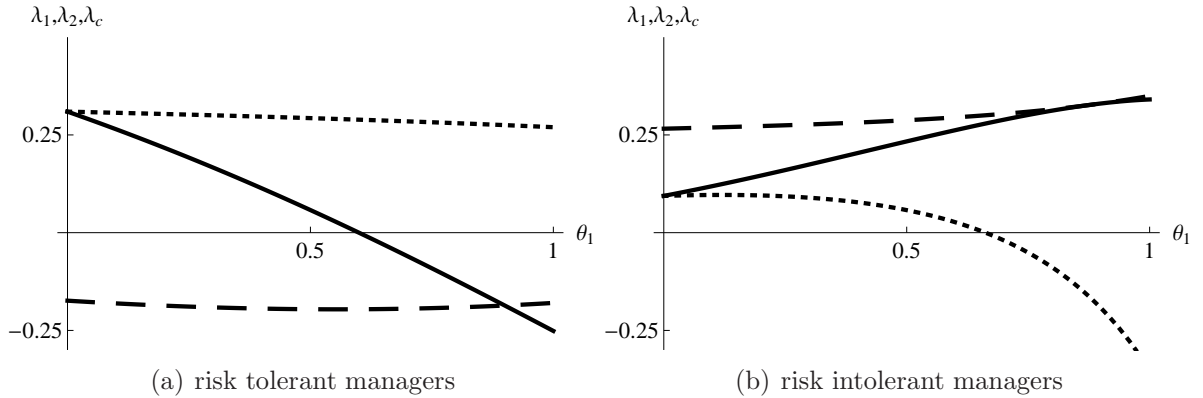 λ₁,λ₂,λc
0.25
−0.25
0.5
1
θ₁
(a) risk tolerant managers
λ₁,λ₂,λc
0.25
−0.25
0.5
1
θ₁
(b) risk intolerant managers